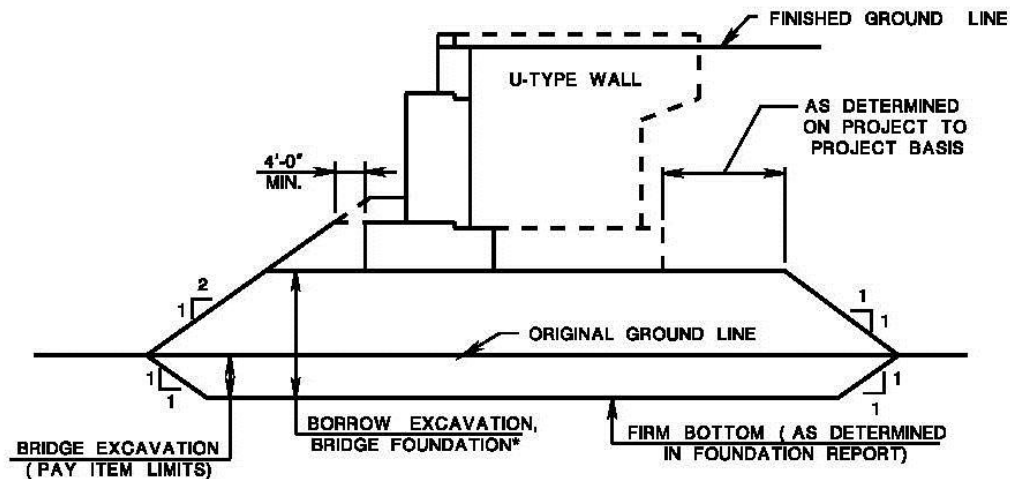 FINISHED GROUND LINE
U-TYPE WALL
AS DETERMINED
ON PROJECT TO
PROJECT BASIS
4'-0"
MIN.
2
1
1
1
ORIGINAL GROUND LINE
1
1
1
1
BORROW EXCAVATION,
BRIDGE FOUNDATION*
FIRM BOTTOM (AS DETERMINED
IN FOUNDATION REPORT)
BRIDGE EXCAVATION
(PAY ITEM LIMITS)